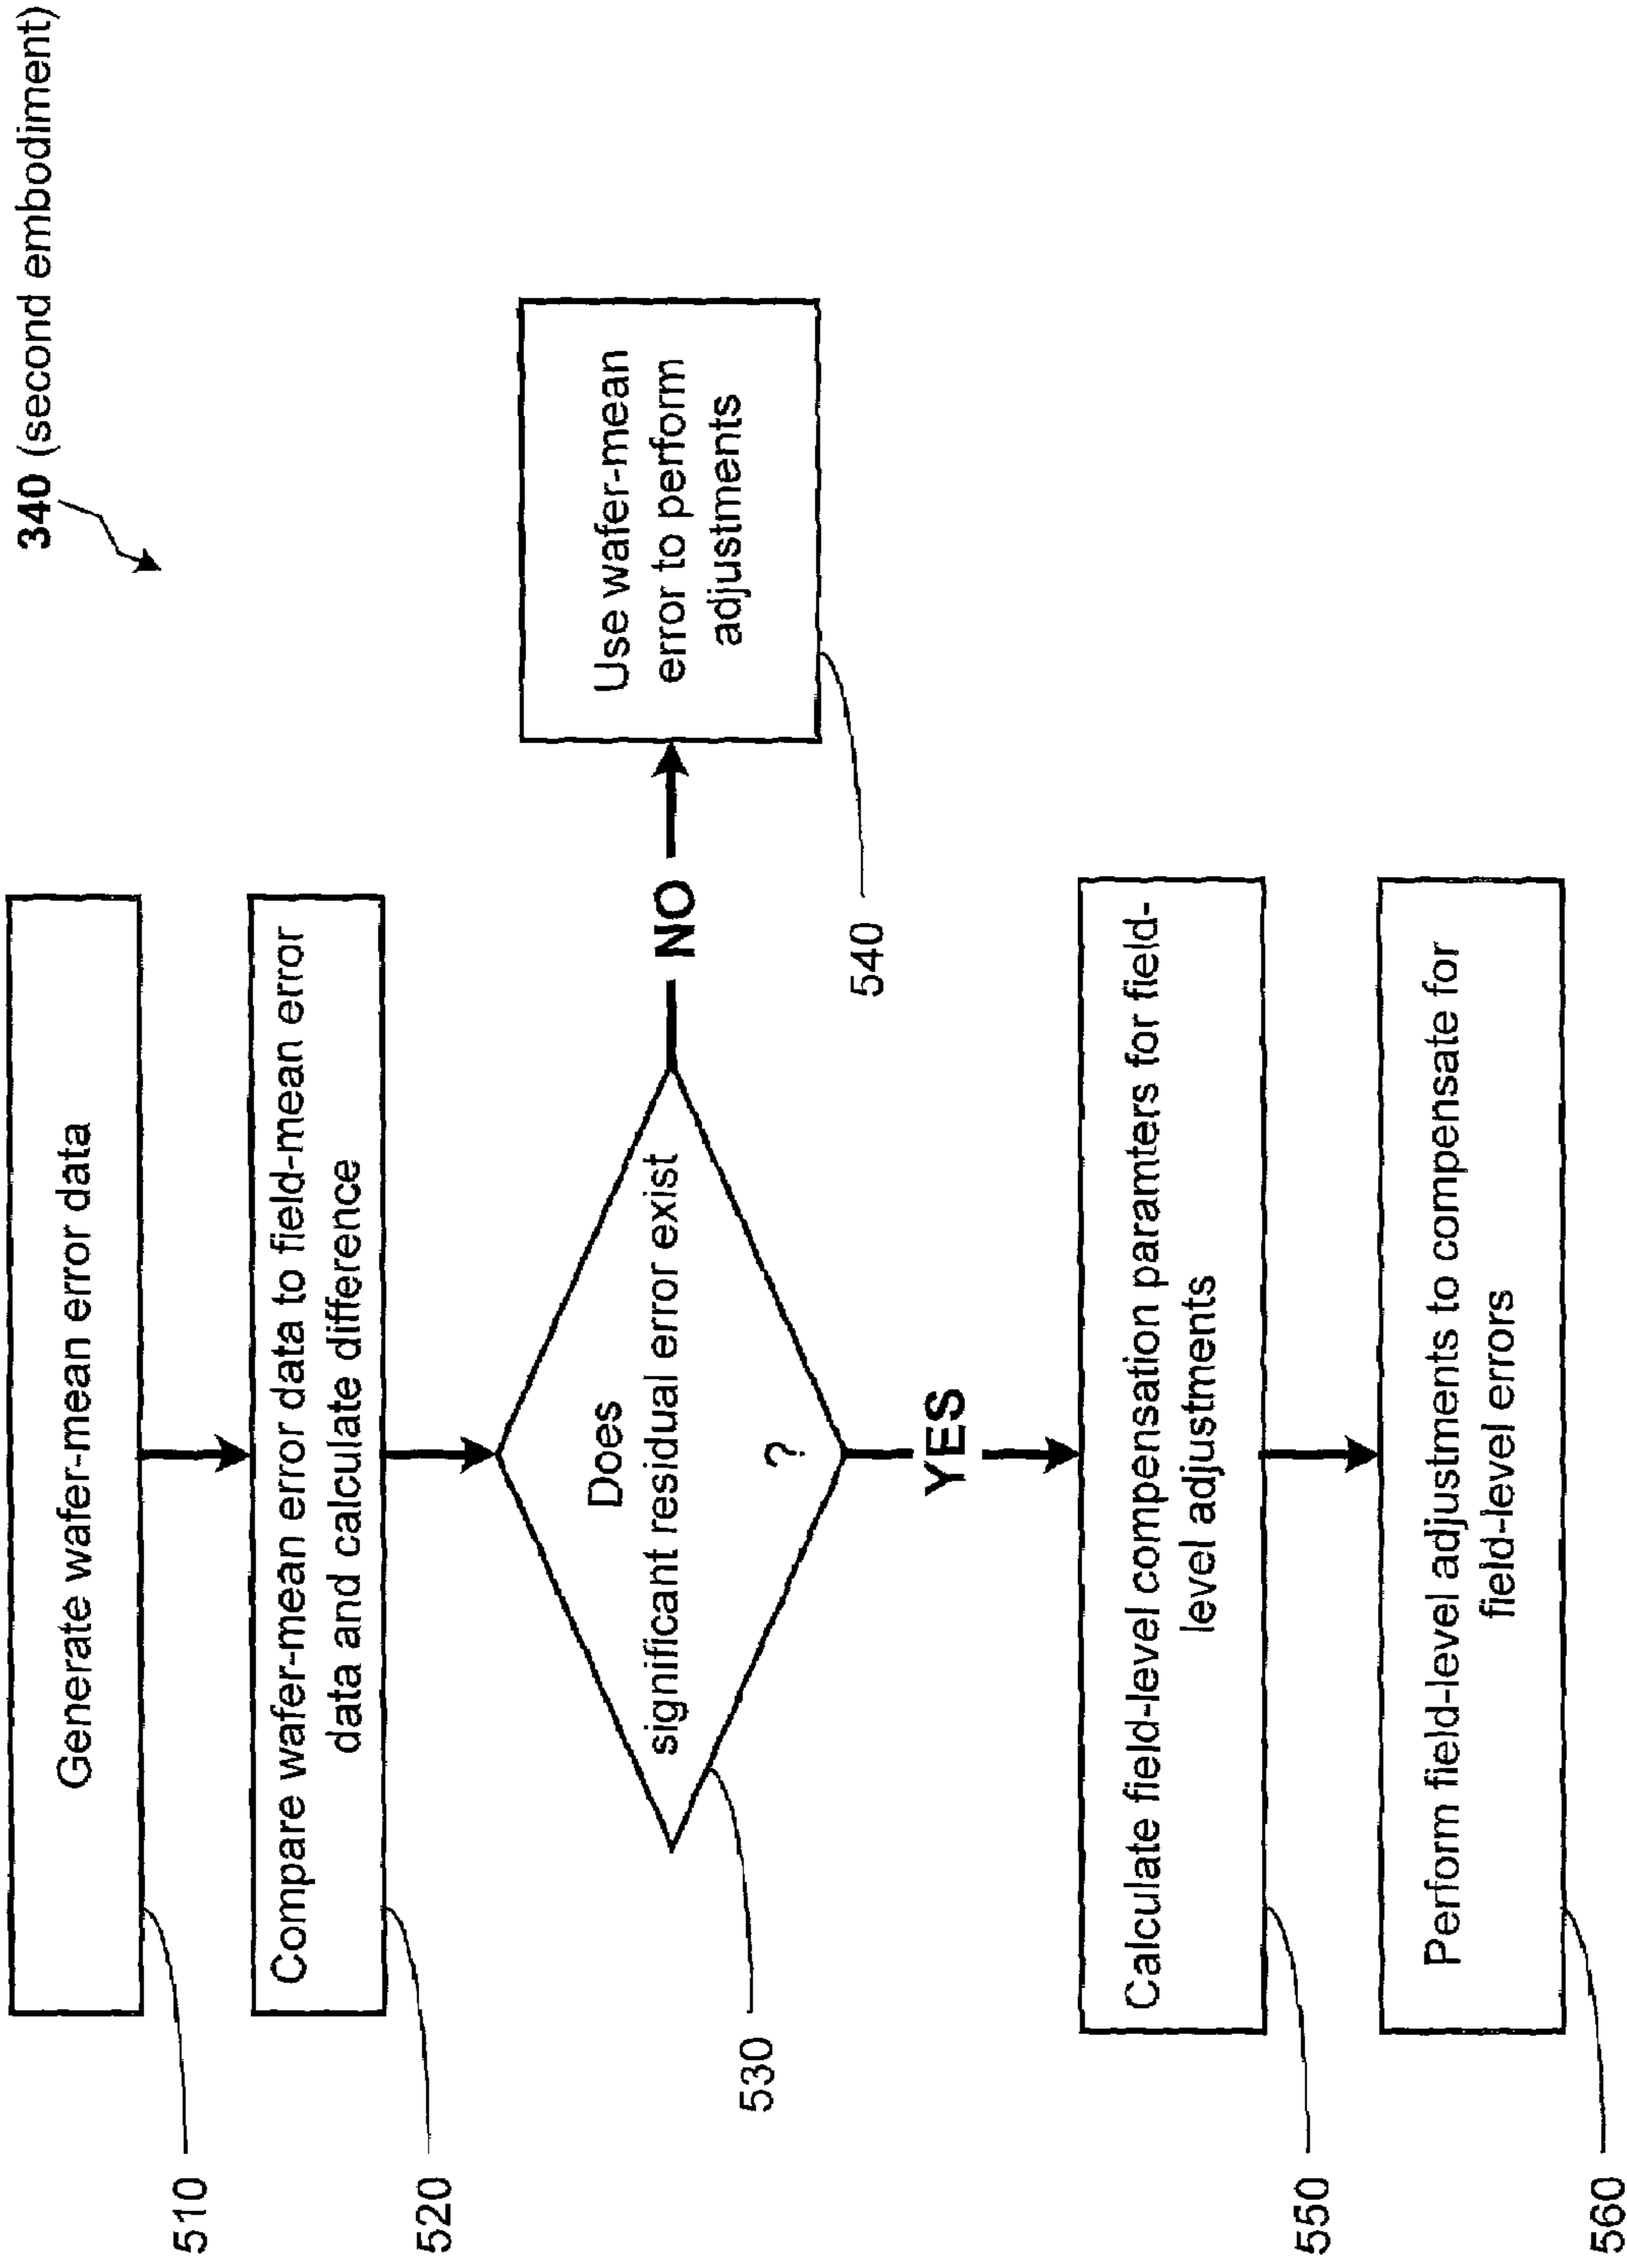 340 (second embodiment)
Generate wafer-mean error data
510
Compare wafer-mean error data to field-mean error
data and calculate difference
520
Does
significant residual error exist
?
530
NO
Use wafer-mean
error to perform
adjustments
540
YES
Calculate field-level compensation paramters for field-
level adjustments
550
Perform field-level adjustments to compensate for
field-level errors
560